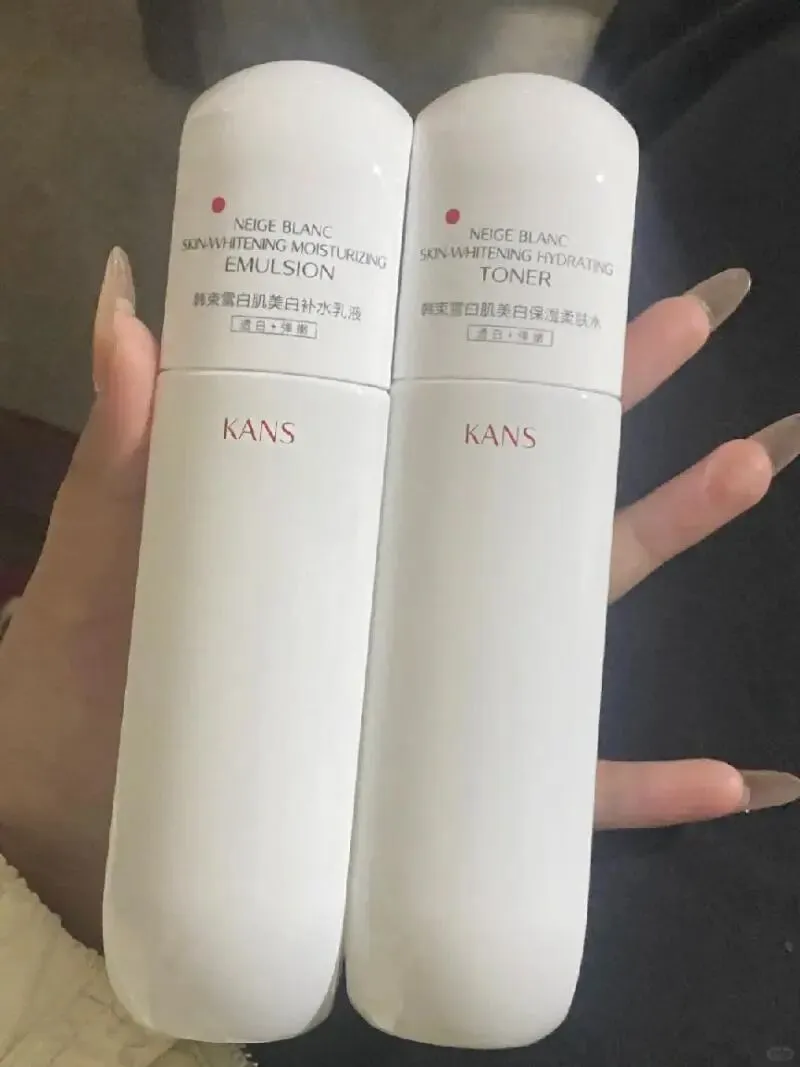 NEIGE BLANC
SKIN-WHITENING MOISTURIZING
EMULSION
韩束雪白肌美白补水乳液
透白+弹嫩
KANS
NEIGE BLANC
SKIN-WHITENING HYDRATING
TONER
韩束雪白肌美白保湿柔肤水
透白+弹嫩
KANS